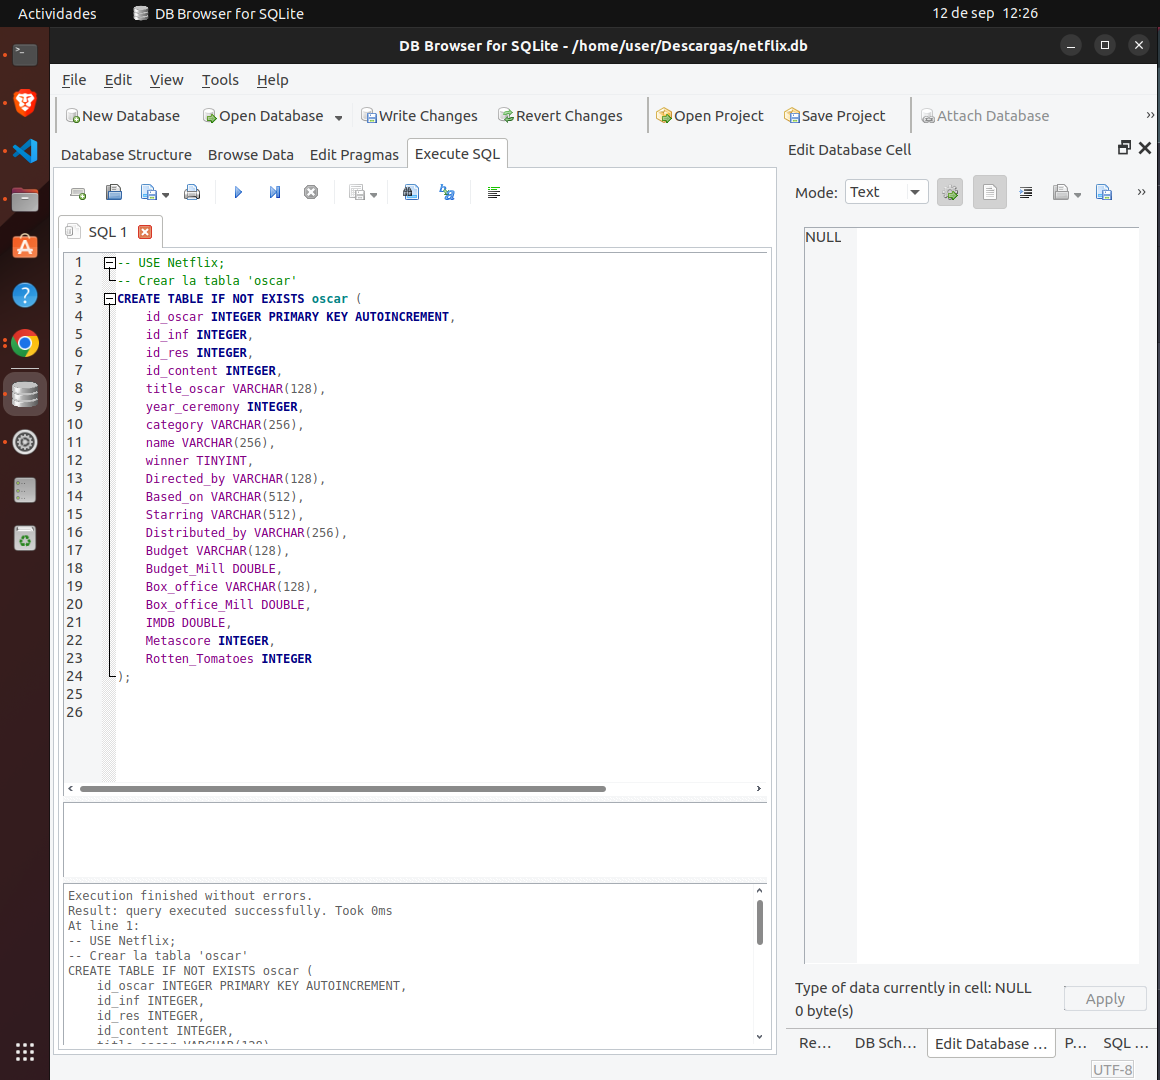 Actividades DB Browser for SQLite 12 de sep 12:26
DB Browser for SQLite - /home/user/Descargas/netflix.db
File Edit View Tools Help
New Database Open Database Write Changes Revert Changes Open Project Save Project Attach Database
Database Structure Browse Data Edit Pragmas Execute SQL
Edit Database Cell
Mode: Text
SQL 1
NULL
1 -- USE Netflix;
2 -- Crear la tabla 'oscar'
3 CREATE TABLE IF NOT EXISTS oscar (
4 id_oscar INTEGER PRIMARY KEY AUTOINCREMENT,
5 id_inf INTEGER,
6 id_res INTEGER,
7 id_content INTEGER,
8 title_oscar VARCHAR(128),
9 year_ceremony INTEGER,
10 category VARCHAR(256),
11 name VARCHAR(256),
12 winner TINYINT,
13 Directed_by VARCHAR(128),
14 Based_on VARCHAR(512),
15 Starring VARCHAR(512),
16 Distributed_by VARCHAR(256),
17 Budget VARCHAR(128),
18 Budget_Mill DOUBLE,
19 Box_office VARCHAR(128),
20 Box_office_Mill DOUBLE,
21 IMDB DOUBLE,
22 Metascore INTEGER,
23 Rotten_Tomatoes INTEGER
24 );
25
26
Execution finished without errors.
Result: query executed successfully. Took 0ms
At line 1:
-- USE Netflix;
-- Crear la tabla 'oscar'
CREATE TABLE IF NOT EXISTS oscar (
id_oscar INTEGER PRIMARY KEY AUTOINCREMENT,
id_inf INTEGER,
id_res INTEGER,
id_content INTEGER,
title_oscar VARCHAR(128)
Type of data currently in cell: NULL
0 byte(s)
Apply
Re... DB Sch... Edit Database ... P... SQL ...
UTF-8